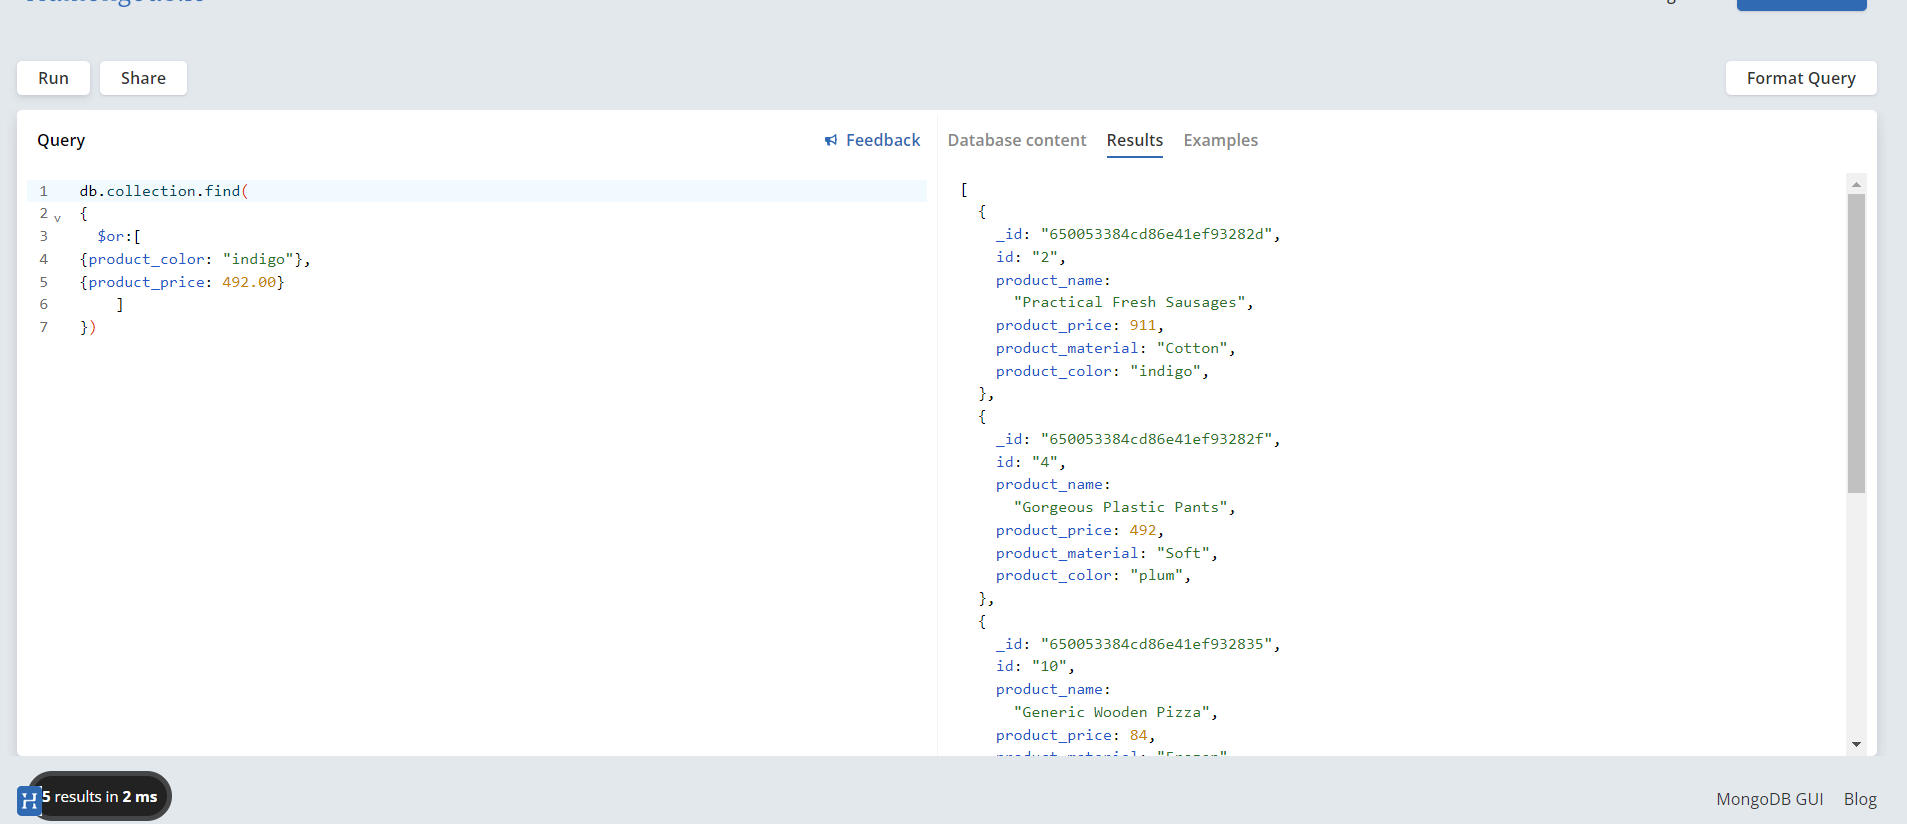 Run
Share
Format Query
Query
Feedback
Database content
Results
Examples
1 db.collection.find(
2 v {
3 $or:[
4 {product_color: "indigo"},
5 {product_price: 492.00}
6 ]
7 })
[
{
_id: "650053384cd86e41ef93282d",
id: "2",
product_name:
"Practical Fresh Sausages",
product_price: 911,
product_material: "Cotton",
product_color: "indigo",
},
{
_id: "650053384cd86e41ef93282f",
id: "4",
product_name:
"Gorgeous Plastic Pants",
product_price: 492,
product_material: "Soft",
product_color: "plum",
},
{
_id: "650053384cd86e41ef932835",
id: "10",
product_name:
"Generic Wooden Pizza",
product_price: 84,
product_material: "Frozen"
H
5 results in 2 ms
MongoDB GUI
Blog